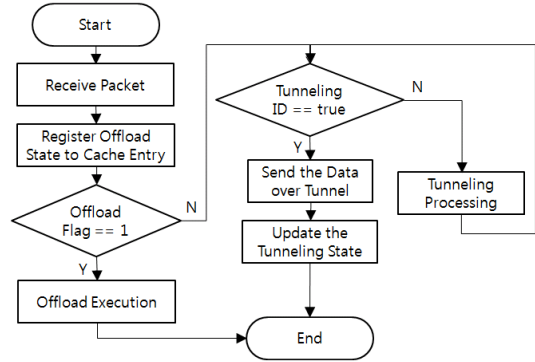 Start
Receive Packet
Register Offload
State to Cache Entry
Offload
Flag == 1
N
Y
Offload Execution
Tunneling
ID == true
N
Y
Send the Data
over Tunnel
Update the
Tunneling State
Tunneling
Processing
End